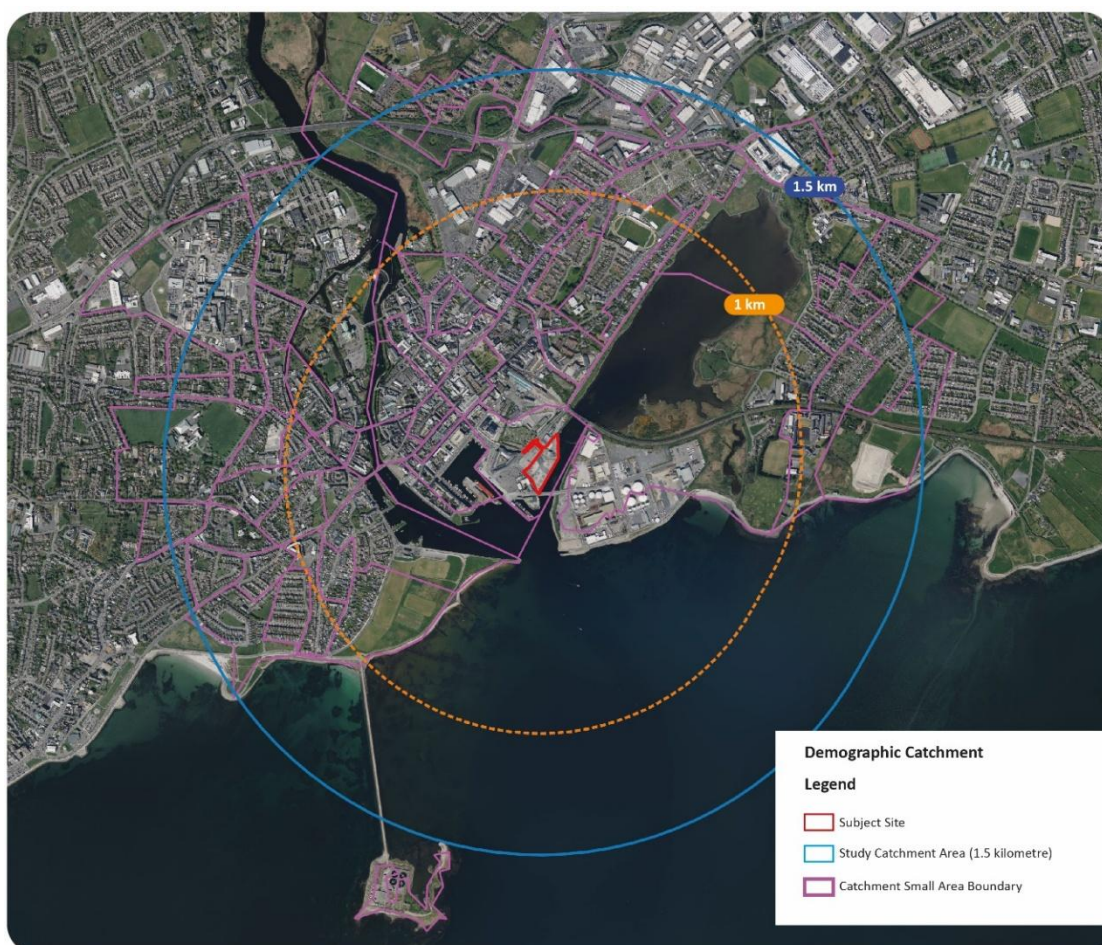 1.5 km
1 km
Demographic Catchment
Legend
Subject Site
Study Catchment Area (1.5 kilometre)
Catchment Small Area Boundary